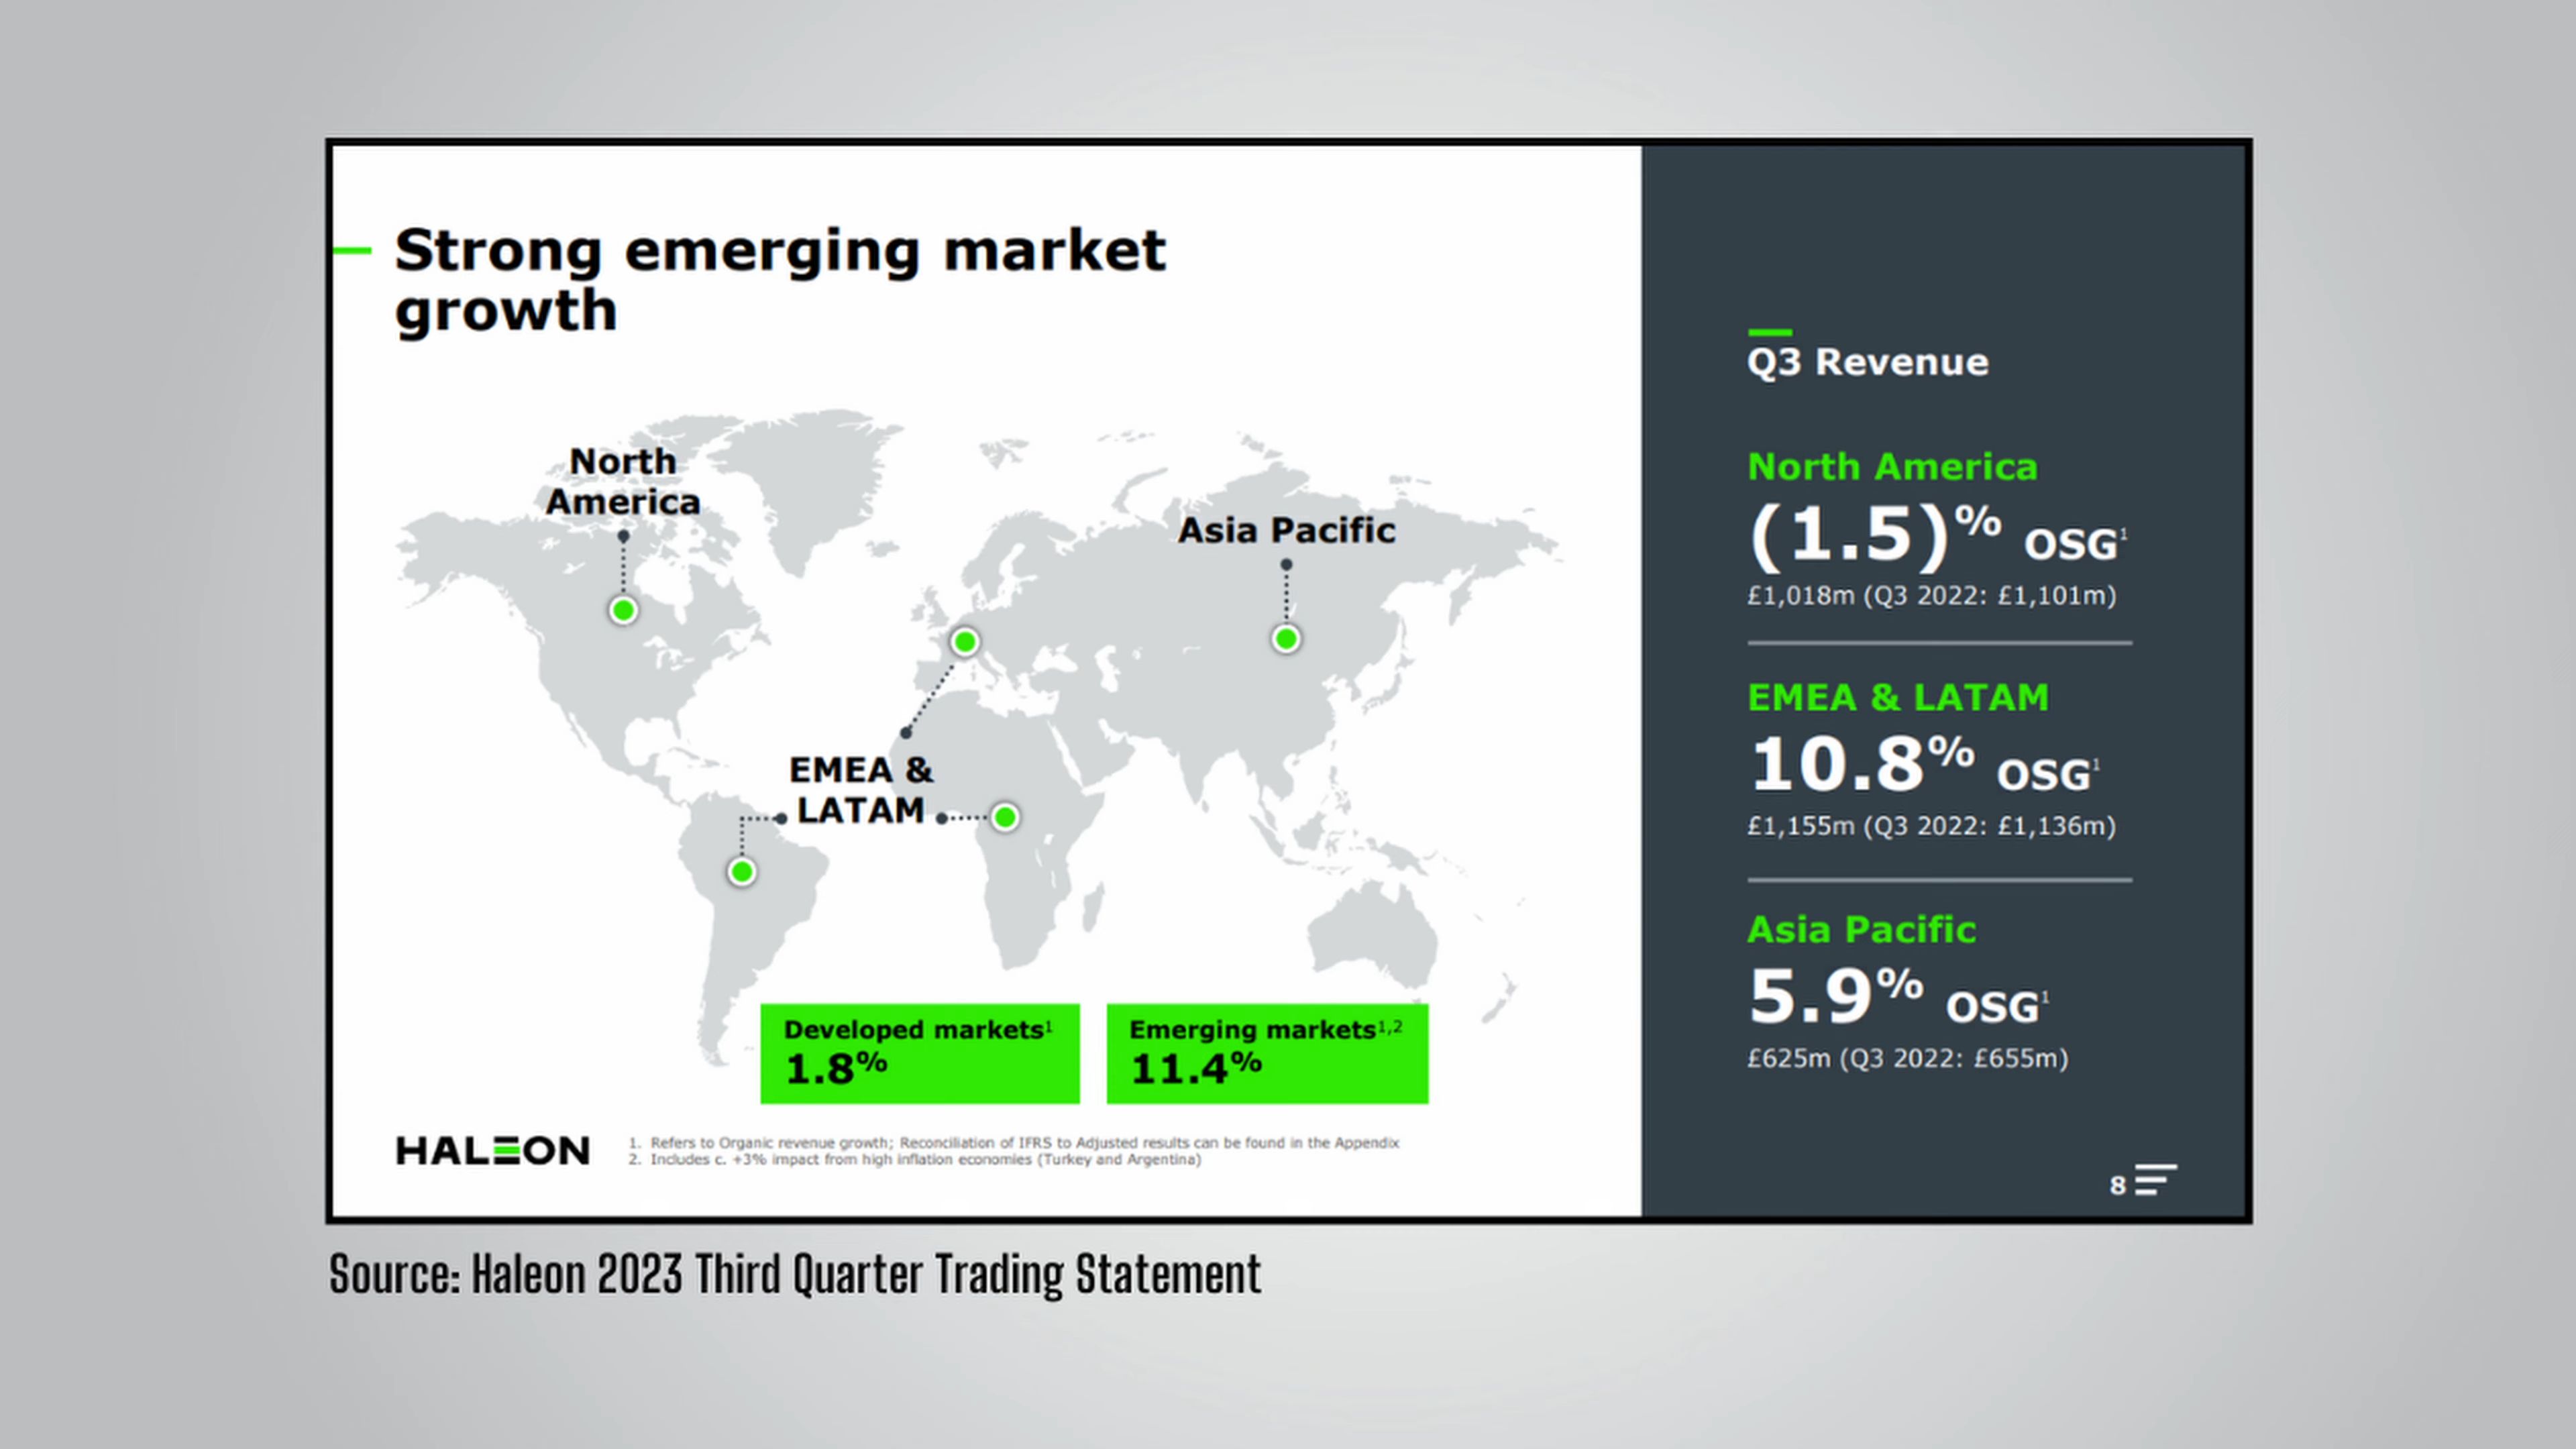 Strong emerging market
growth
North
America
Asia Pacific
EMEA &
LATAM
Developed markets¹
1.8%
Emerging markets¹,²
11.4%
HALEON
1. Refers to Organic revenue growth; Reconciliation of IFRS to Adjusted results can be found in the Appendix
2. Includes c. +3% impact from high inflation economies (Turkey and Argentina)
Q3 Revenue
North America
(1.5)% OSG¹
£1,018m (Q3 2022: £1,101m)
EMEA & LATAM
10.8% OSG¹
£1,155m (Q3 2022: £1,136m)
Asia Pacific
5.9% OSG¹
£625m (Q3 2022: £655m)
8
Source: Haleon 2023 Third Quarter Trading Statement